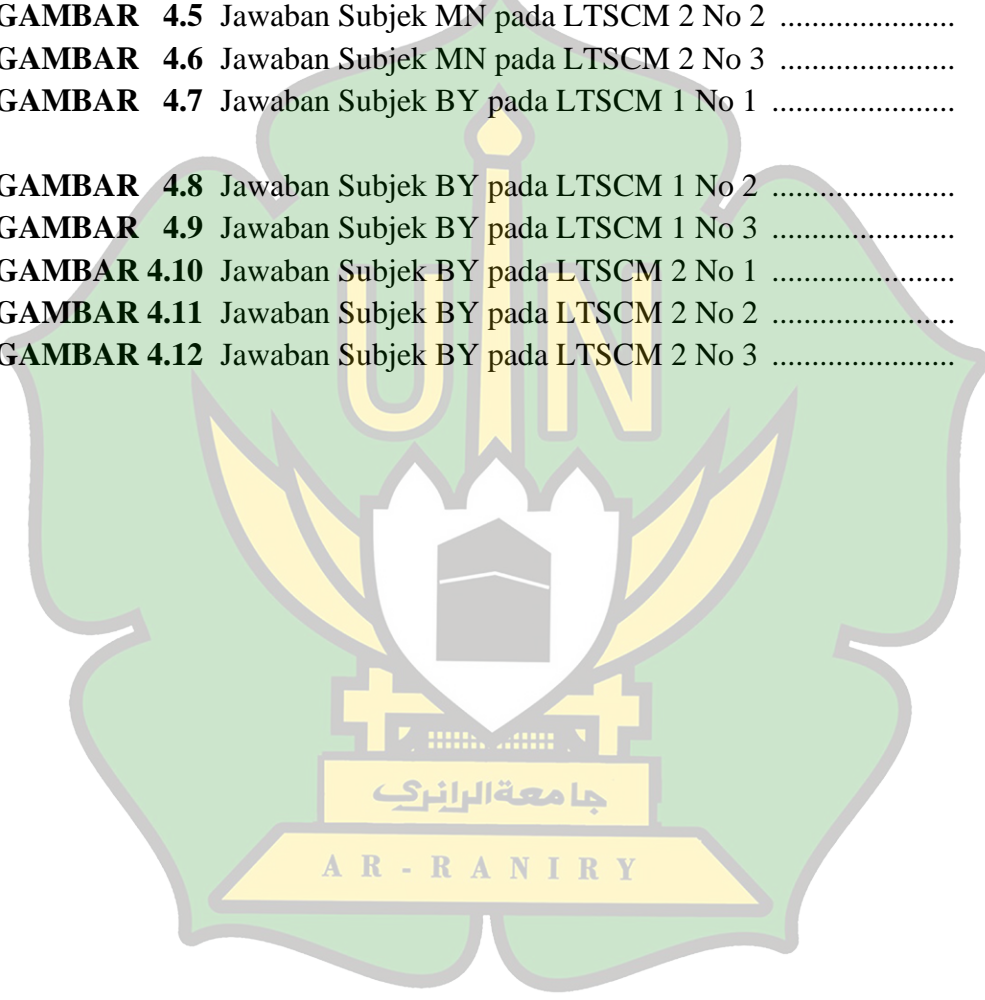 GAMBAR 4.5 Jawaban Subjek MN pada LTSCM 2 No 2 ......................
GAMBAR 4.6 Jawaban Subjek MN pada LTSCM 2 No 3 ......................
GAMBAR 4.7 Jawaban Subjek BY pada LTSCM 1 No 1 .......................
GAMBAR 4.8 Jawaban Subjek BY pada LTSCM 1 No 2 .......................
GAMBAR 4.9 Jawaban Subjek BY pada LTSCM 1 No 3 .......................
GAMBAR 4.10 Jawaban Subjek BY pada LTSCM 2 No 1 .......................
GAMBAR 4.11 Jawaban Subjek BY pada LTSCM 2 No 2 .......................
GAMBAR 4.12 Jawaban Subjek BY pada LTSCM 2 No 3 .......................
UIN
جامعةالرانرى
AR-RANIRY